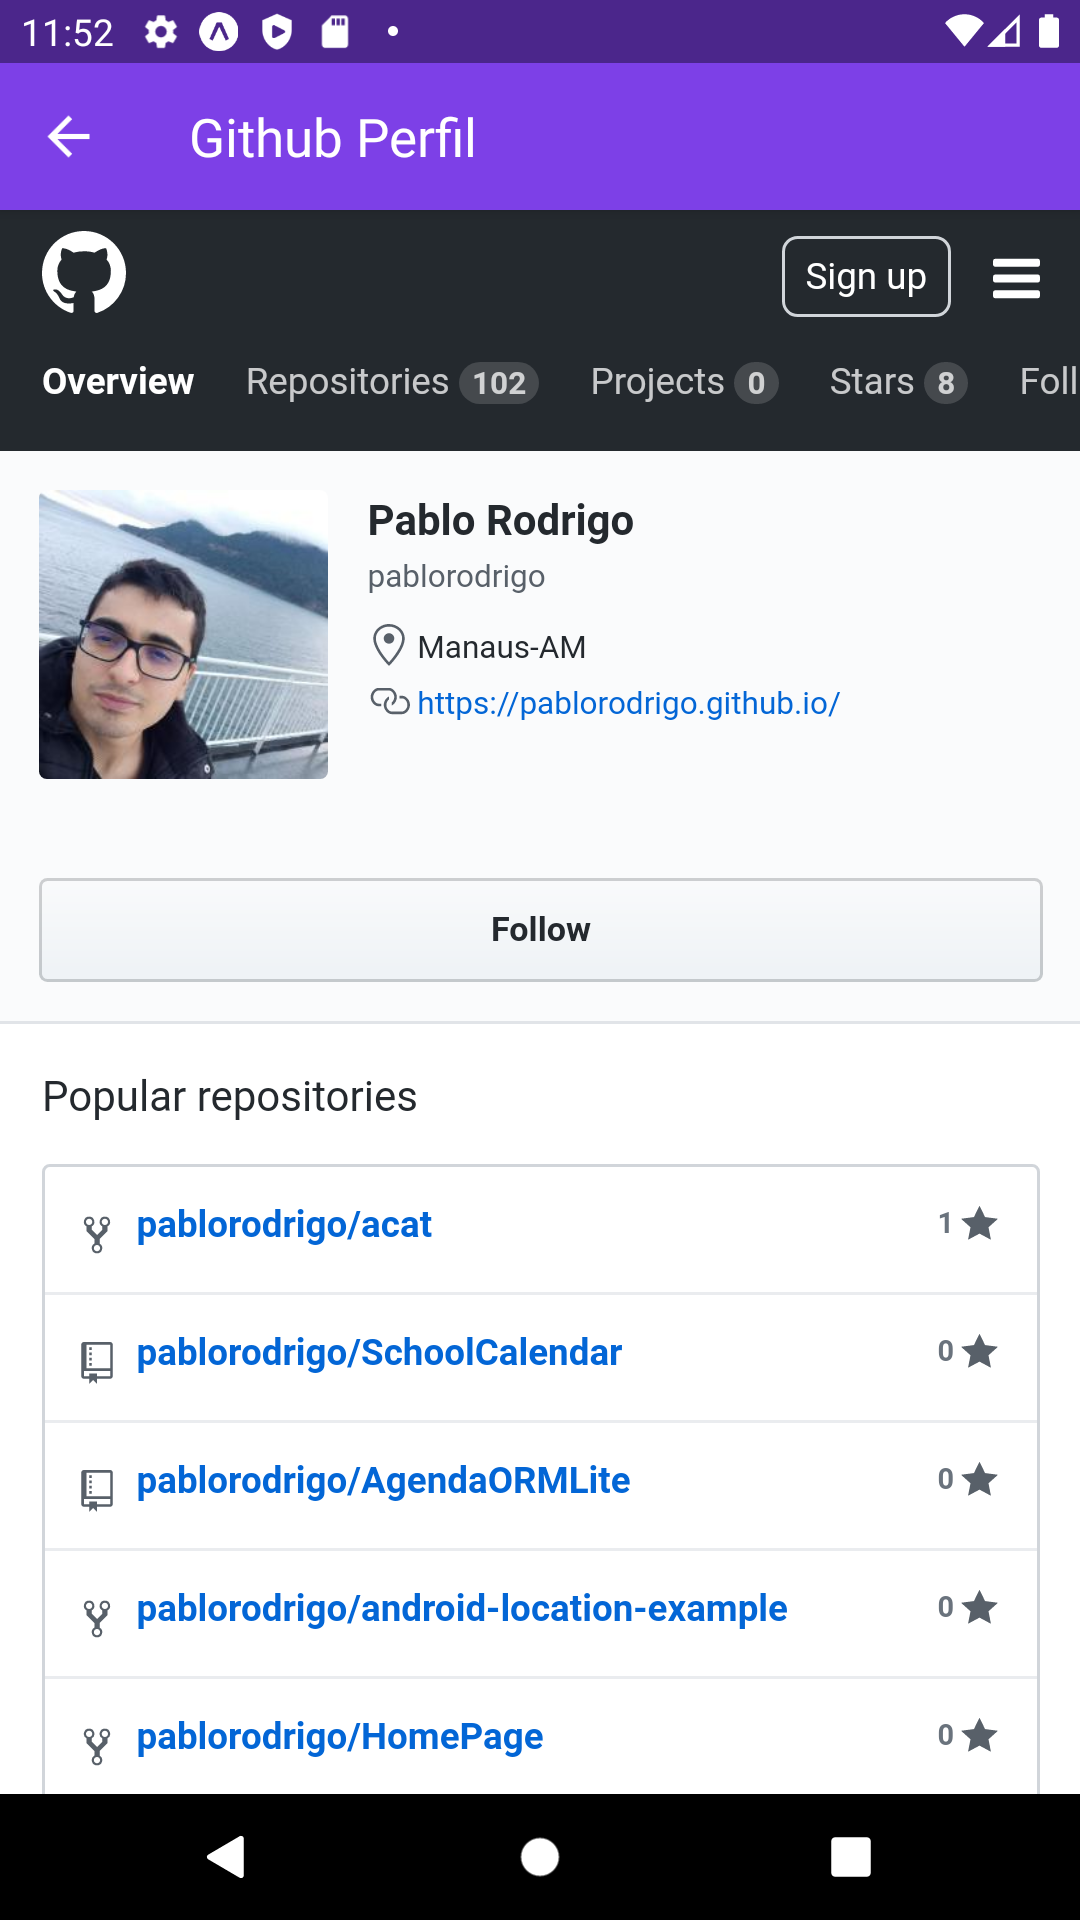 11:52
Github Perfil
Sign up
Overview Repositories 102 Projects 0 Stars 8 Foll
Pablo Rodrigo
pablorodrigo
Manaus-AM
https://pablorodrigo.github.io/
Follow
Popular repositories
pablorodrigo/acat 1
pablorodrigo/SchoolCalendar 0
pablorodrigo/AgendaORMLite 0
pablorodrigo/android-location-example 0
pablorodrigo/HomePage 0